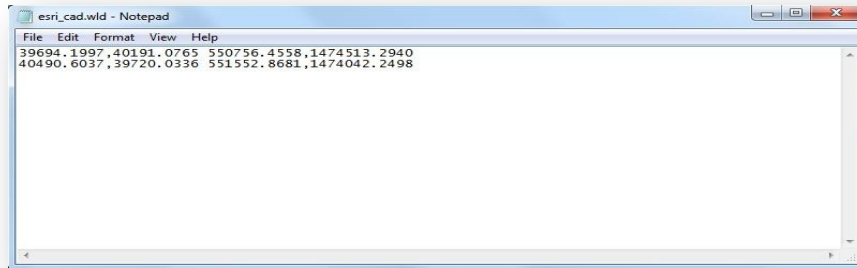 esri_cad.wld - Notepad
File Edit Format View Help
39694.1997,40191.0765 550756.4558,1474513.2940
40490.6037,39720.0336 551552.8681,1474042.2498